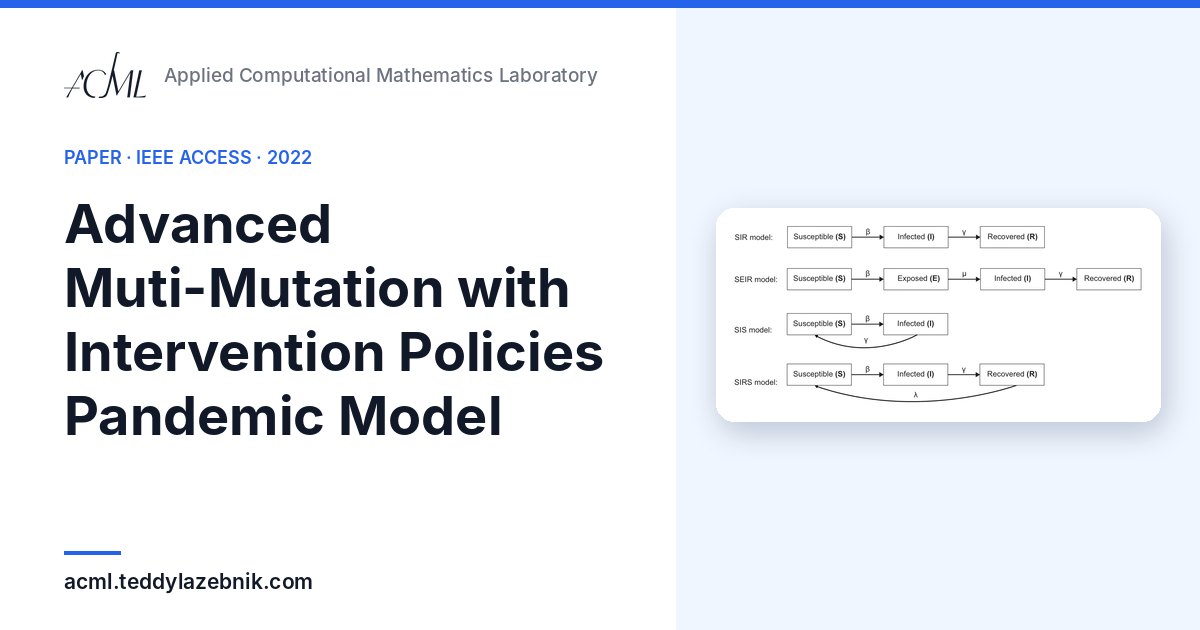 ACML
Applied Computational Mathematics Laboratory
PAPER · IEEE ACCESS · 2022
Advanced
Muti-Mutation with
Intervention Policies
Pandemic Model
acml.teddylazebnik.com
SIR model: Susceptible (S) β Infected (I) γ Recovered (R)
SEIR model: Susceptible (S) β Exposed (E) μ Infected (I) γ Recovered (R)
SIS model: Susceptible (S) β Infected (I)
γ
SIRS model: Susceptible (S) β Infected (I) γ Recovered (R)
λ